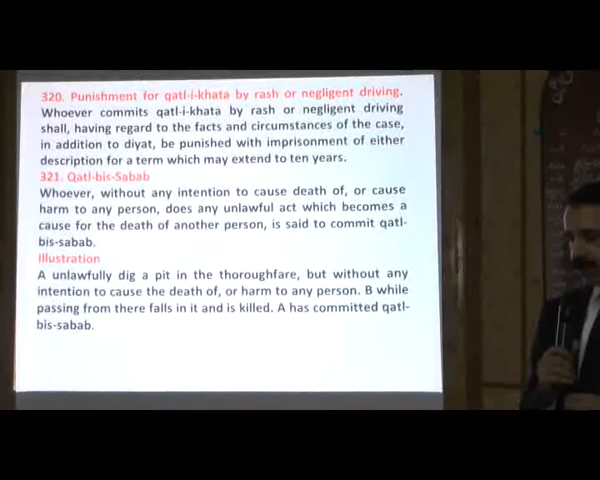 320. Punishment for qatl-i-khata by rash or negligent driving.
Whoever commits qatl-i-khata by rash or negligent driving
shall, having regard to the facts and circumstances of the case,
in addition to diyat, be punished with imprisonment of either
description for a term which may extend to ten years.
321. Qatl-bis-Sabab
Whoever, without any intention to cause death of, or cause
harm to any person, does any unlawful act which becomes a
cause for the death of another person, is said to commit qatl-
bis-sabab.
Illustration
A unlawfully dig a pit in the thoroughfare, but without any
intention to cause the death of, or harm to any person. B while
passing from there falls in it and is killed. A has committed qatl-
bis-sabab.